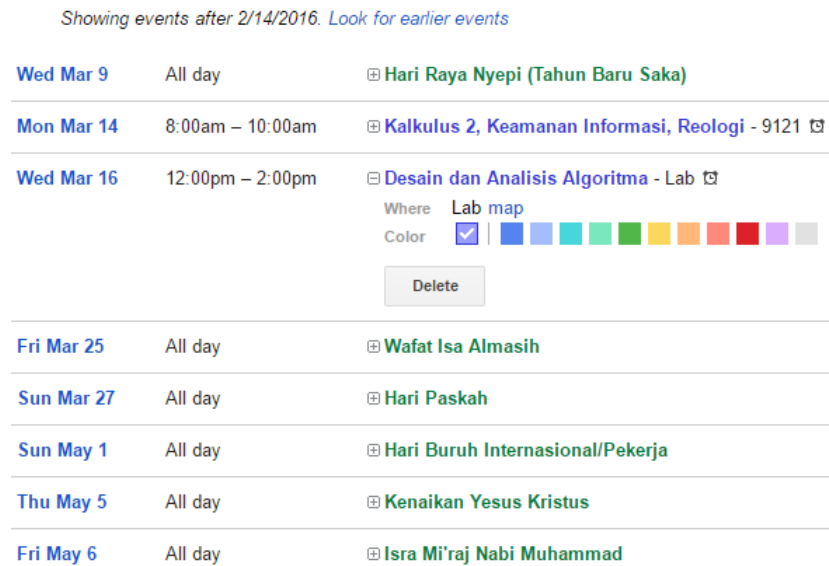 Showing events after 2/14/2016. Look for earlier events
Wed Mar 9 All day Hari Raya Nyepi (Tahun Baru Saka)
Mon Mar 14 8:00am – 10:00am Kalkulus 2, Keamanan Informasi, Reologi - 9121
Wed Mar 16 12:00pm – 2:00pm Desain dan Analisis Algoritma - Lab
Where Lab map
Color
Delete
Fri Mar 25 All day Wafat Isa Almasih
Sun Mar 27 All day Hari Paskah
Sun May 1 All day Hari Buruh Internasional/Pekerja
Thu May 5 All day Kenaikan Yesus Kristus
Fri May 6 All day Isra Mi'raj Nabi Muhammad